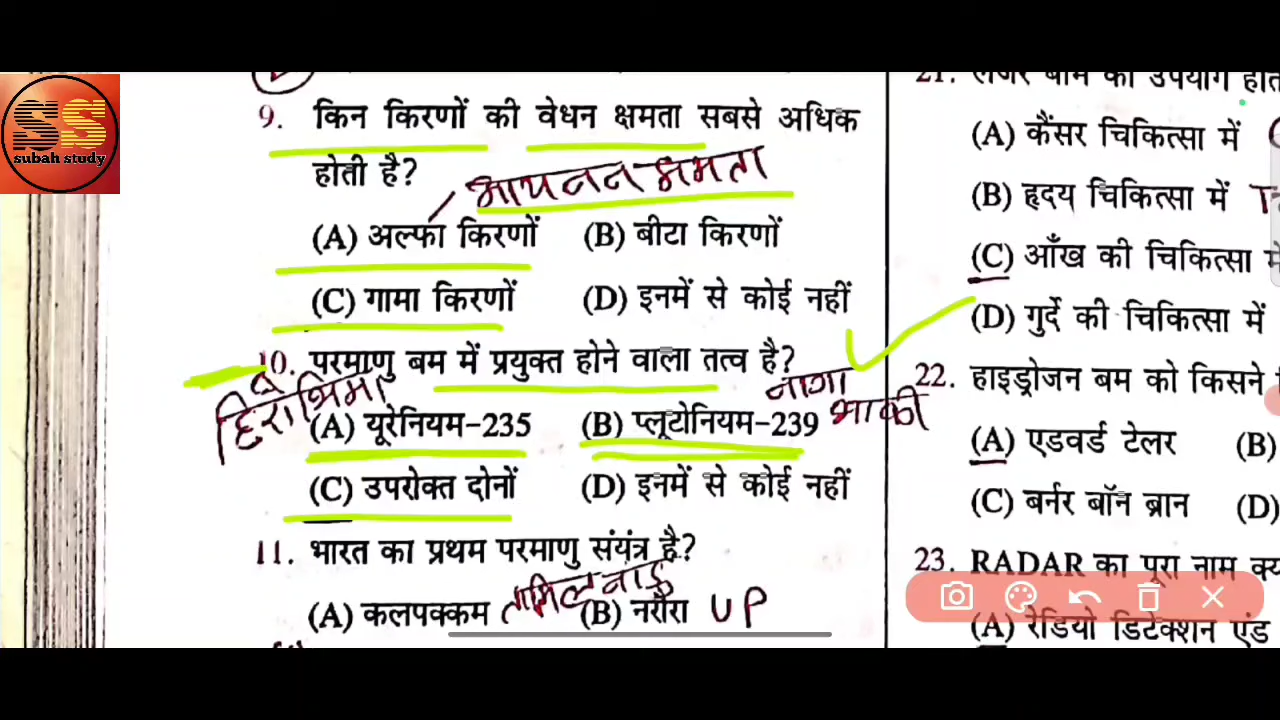 SS
subah study
9. किन किरणों की वेधन क्षमता सबसे अधिक
होती है?
आयनन क्षमता
(A) अल्फा किरणों (B) बीटा किरणों
(C) गामा किरणों (D) इनमें से कोई नहीं
10. परमाणु बम में प्रयुक्त होने वाला तत्व है?
हिरोशिमा
नागा
शाकी
(A) यूरेनियम-235 (B) प्लूटोनियम-239
(C) उपरोक्त दोनों (D) इनमें से कोई नहीं
11. भारत का प्रथम परमाणु संयंत्र है?
तामिलनाडु
(A) कलपक्कम (B) नरौरा UP
21.
(A) कैंसर चिकित्सा में
(B) हृदय चिकित्सा में
(C) आँख की चिकित्सा में
(D) गुर्दे की चिकित्सा में
22. हाइड्रोजन बम को किसने
(A) एडवर्ड टेलर (B)
(C) बर्नर बॉन ब्रान (D)
23. RADAR का पूरा नाम
(A) रेडियो डिटेक्शन एंड